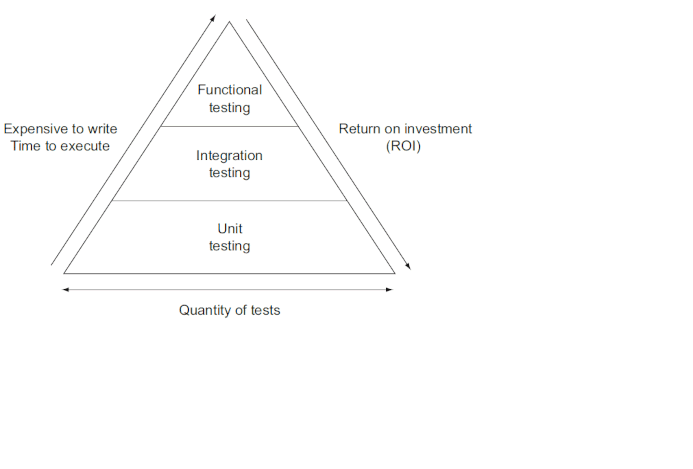 Functional
testing
Expensive to write
Time to execute
Return on investment
(ROI)
Integration
testing
Unit
testing
Quantity of tests